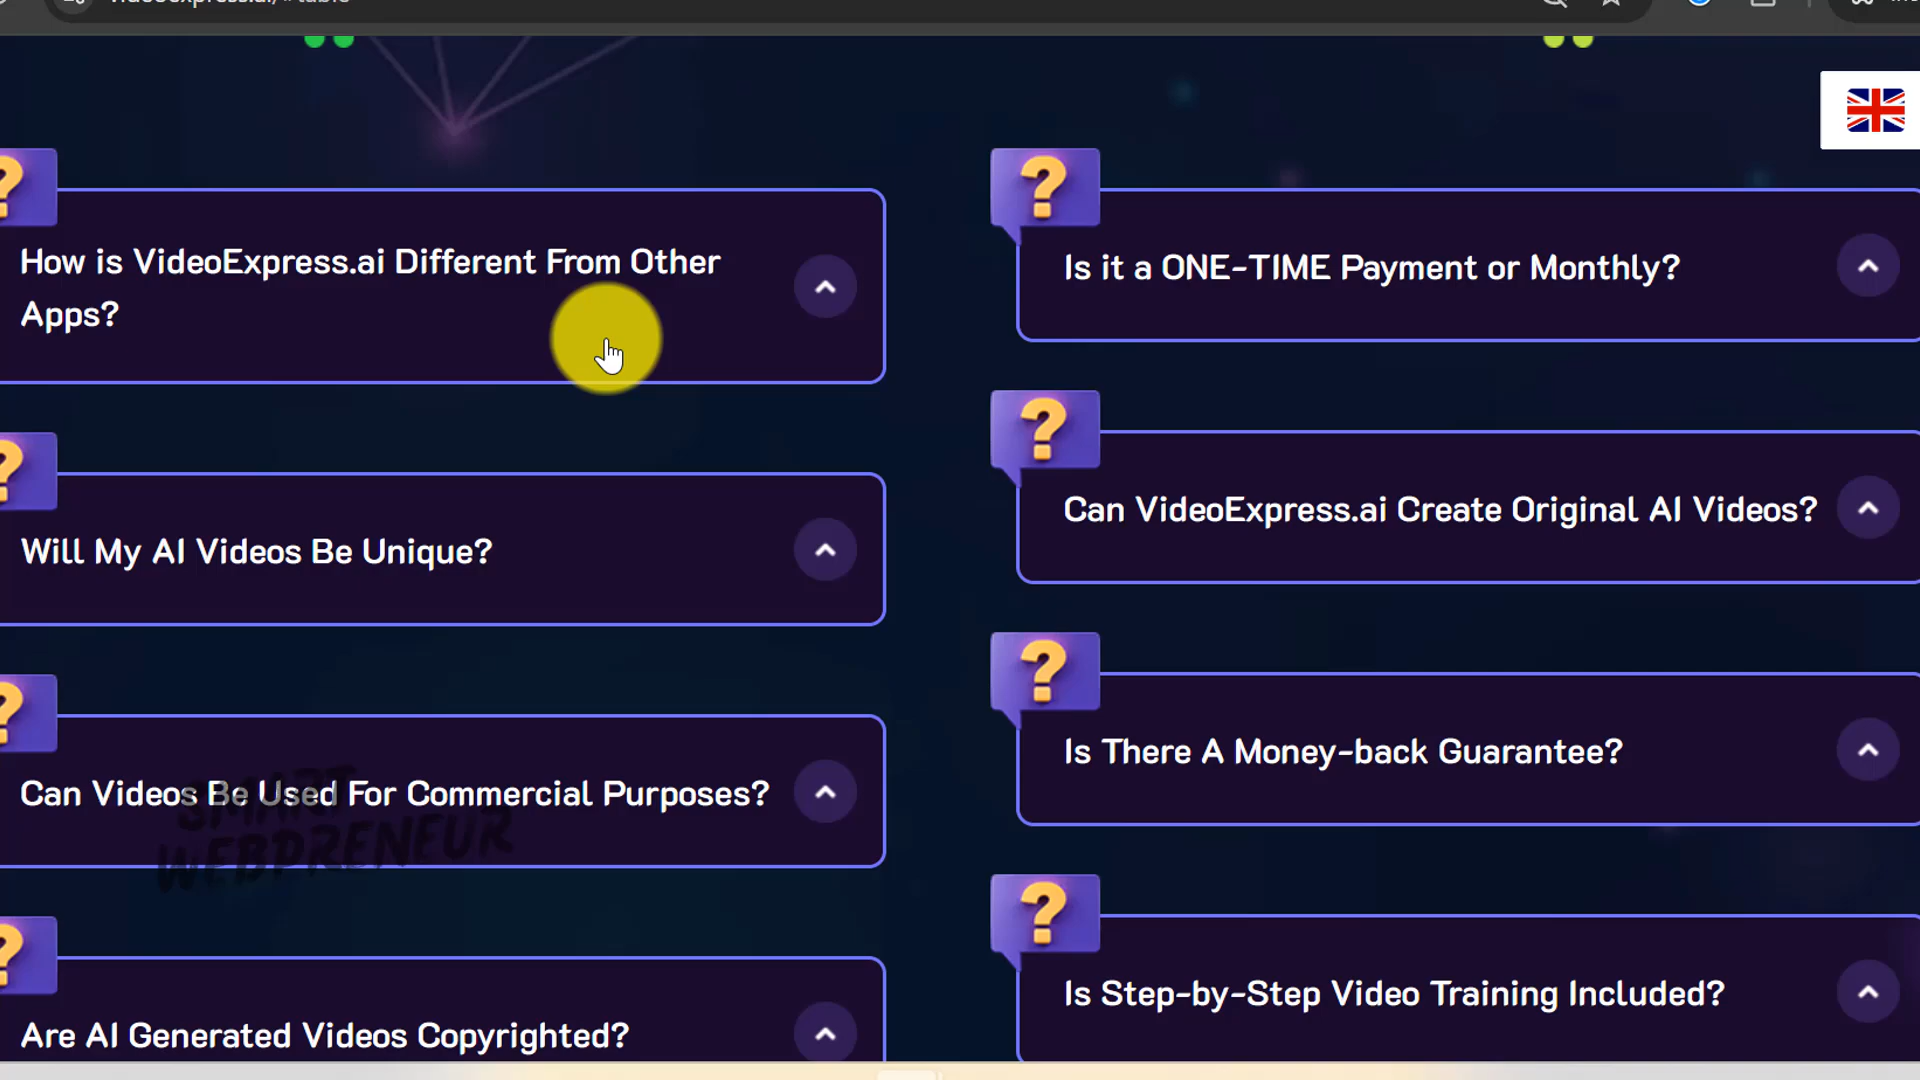 How is VideoExpress.ai Different From Other
Apps?
Is it a ONE-TIME Payment or Monthly?
Will My AI Videos Be Unique?
Can VideoExpress.ai Create Original AI Videos?
Can Videos Be Used For Commercial Purposes?
SMART
WEBPRENEUR
Is There A Money-back Guarantee?
Are AI Generated Videos Copyrighted?
Is Step-by-Step Video Training Included?